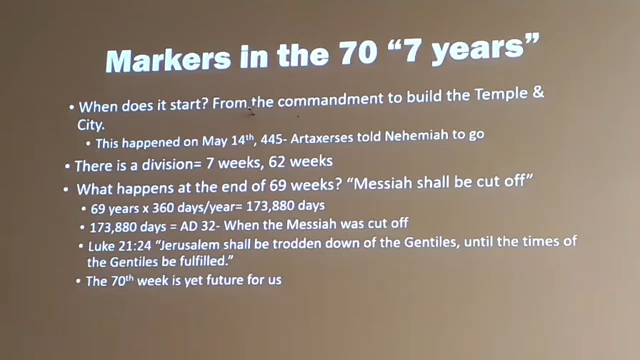 Markers in the 70 “7 years”
• When does it start? From the commandment to build the Temple &
City.
• This happened on May 14th, 445- Artaxerses told Nehemiah to go
• There is a division= 7 weeks, 62 weeks
• What happens at the end of 69 weeks? “Messiah shall be cut off”
• 69 years x 360 days/year= 173,880 days
• 173,880 days = AD 32- When the Messiah was cut off
• Luke 21:24 “Jerusalem shall be trodden down of the Gentiles, until the times of
the Gentiles be fulfilled.”
• The 70th week is yet future for us